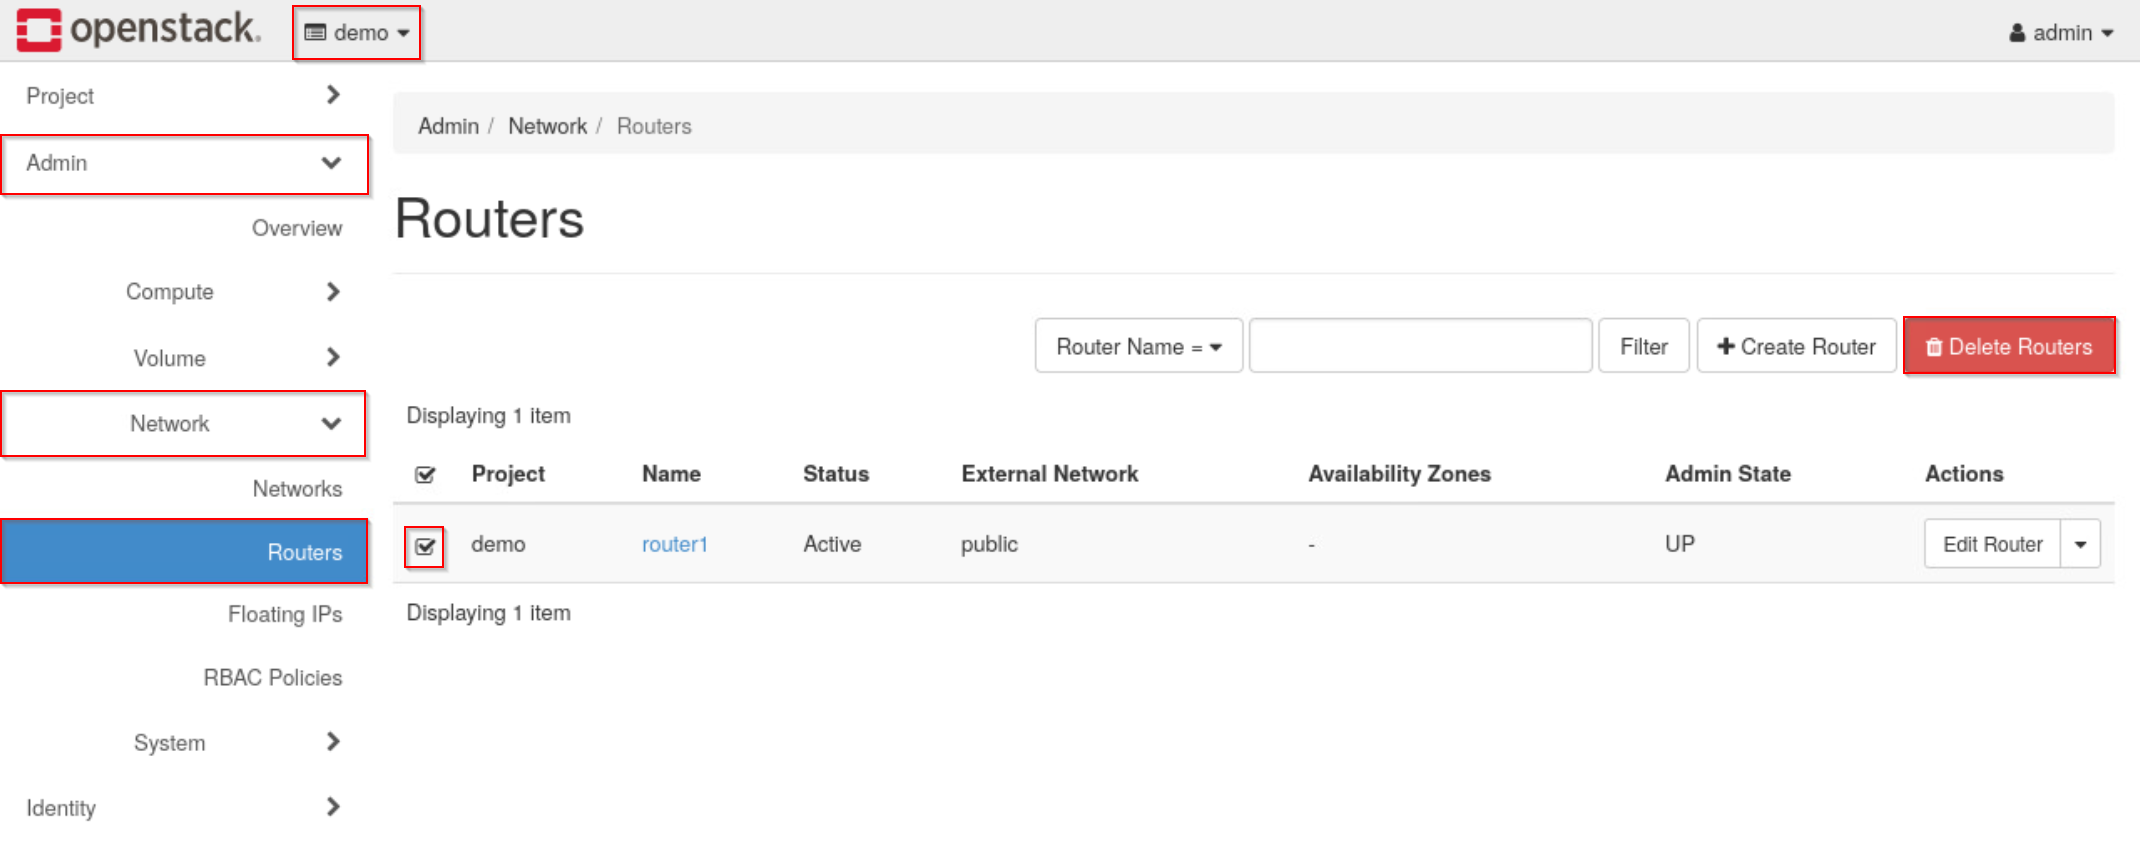 openstack.
demo
admin
Project
Admin
Overview
Compute
Volume
Network
Networks
Routers
Floating IPs
RBAC Policies
System
Identity
Admin / Network / Routers
Routers
Router Name =
Filter
Create Router
Delete Routers
Displaying 1 item
Project Name Status External Network Availability Zones Admin State Actions
demo router1 Active public - UP Edit Router
Displaying 1 item